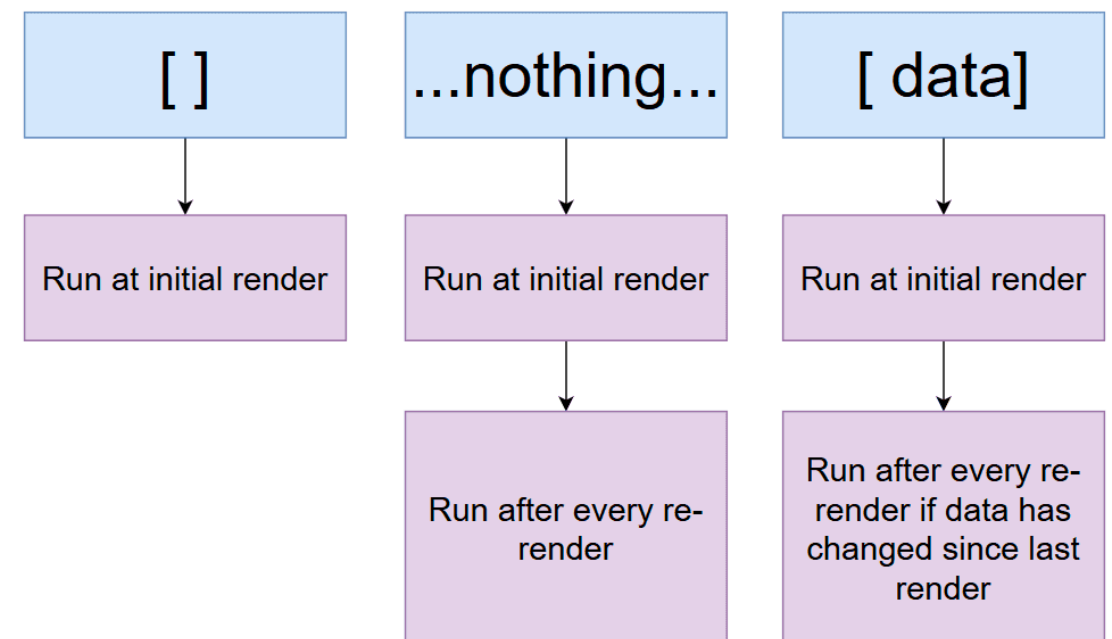 [ ]
...nothing...
[ data]
Run at initial render
Run at initial render
Run at initial render
Run after every re-
render
Run after every re-
render if data has
changed since last
render